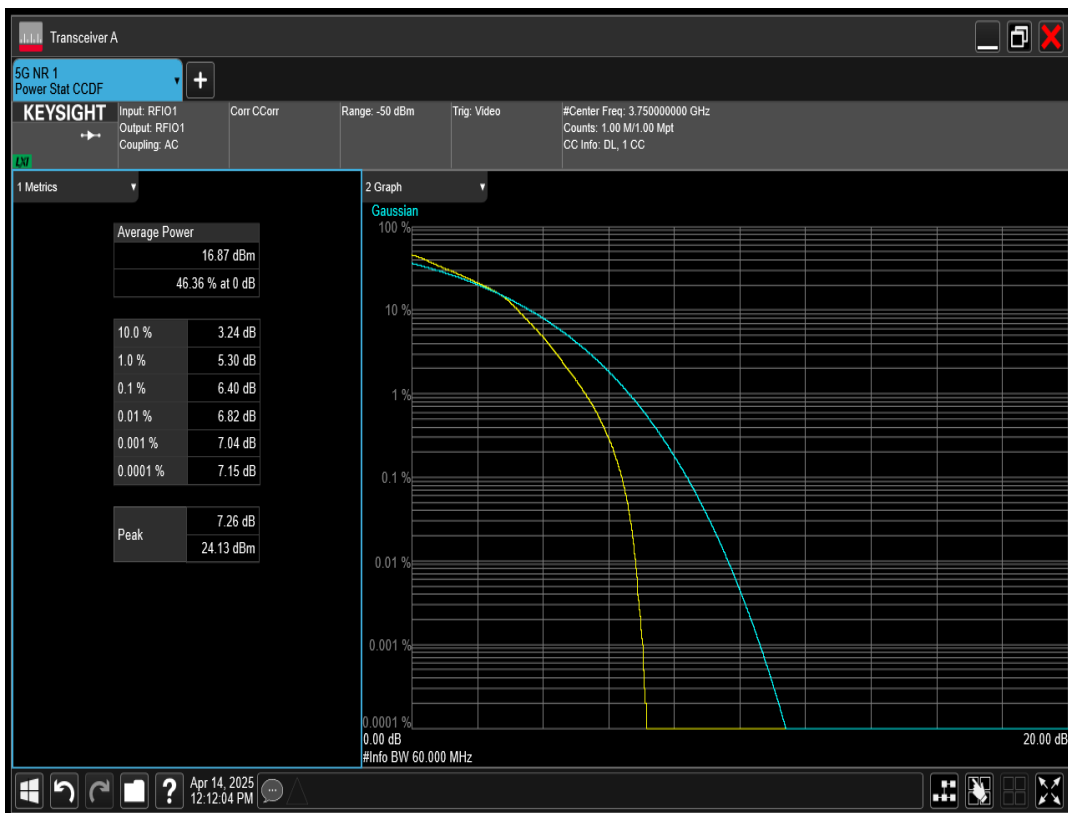 Transceiver A
5G NR 1
Power Stat CCDF
+
KEYSIGHT
LXI
Input: RFIO1
Output: RFIO1
Coupling: AC
Corr CCorr
Range: -50 dBm
Trig: Video
#Center Freq: 3.750000000 GHz
Counts: 1.00 M/1.00 Mpt
CC Info: DL, 1 CC
1 Metrics
Average Power
16.87 dBm
46.36 % at 0 dB
10.0 % 3.24 dB
1.0 % 5.30 dB
0.1 % 6.40 dB
0.01 % 6.82 dB
0.001 % 7.04 dB
0.0001 % 7.15 dB
Peak
7.26 dB
24.13 dBm
2 Graph
Gaussian
100 %
10 %
1 %
0.1 %
0.01 %
0.001 %
0.0001 %
0.00 dB 20.00 dB
#Info BW 60.000 MHz
?
Apr 14, 2025
12:12:04 PM